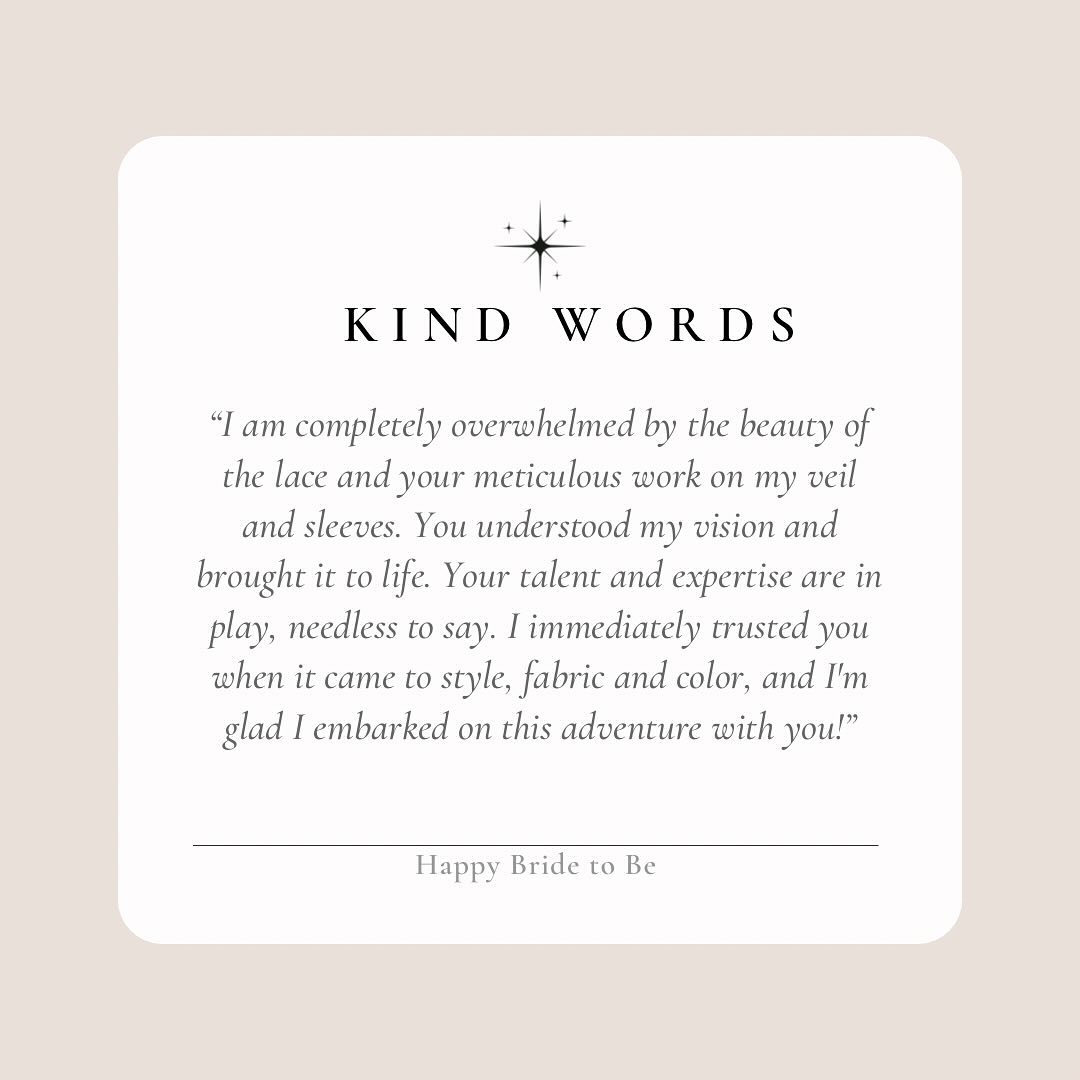 KIND WORDS
“I am completely overwhelmed by the beauty of
the lace and your meticulous work on my veil
and sleeves. You understood my vision and
brought it to life. Your talent and expertise are in
play, needless to say. I immediately trusted you
when it came to style, fabric and color, and I'm
glad I embarked on this adventure with you!”
Happy Bride to Be